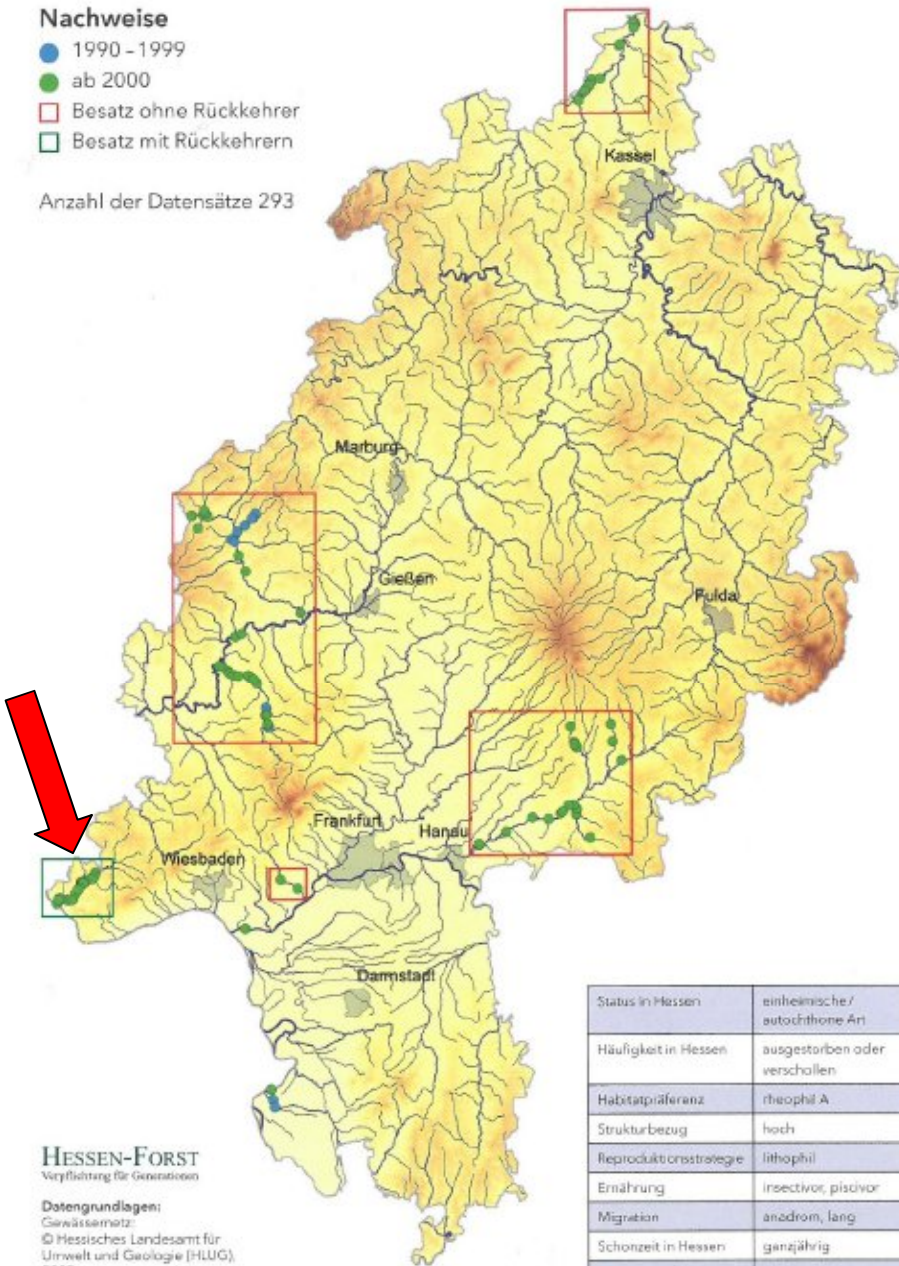 Nachweise
1990 - 1999
ab 2000
Besatz ohne Rückkehrer
Besatz mit Rückkehrern
Anzahl der Datensätze 293
Kassel
Marburg
Gießen
Fulda
Frankfurt
Hanau
Wiesbaden
Darmstadt
Status in Hessen
einheimische/
autochthone Art
Häufigkeit in Hessen
ausgestorben oder
verschollen
Habitatpräferenz
rheophil A
Strukturbezug
hoch
Reproduktionsstrategie
lithophil
Ernährung
insectivor, piscivor
Migration
anadrom, lang
Schonzeit in Hessen
ganzjährig
HESSEN-FORST
Verpflichtung für Generationen
Datengrundlagen:
Gewässernetz:
© Hessisches Landesamt für
Umwelt und Geologie (HLUG),